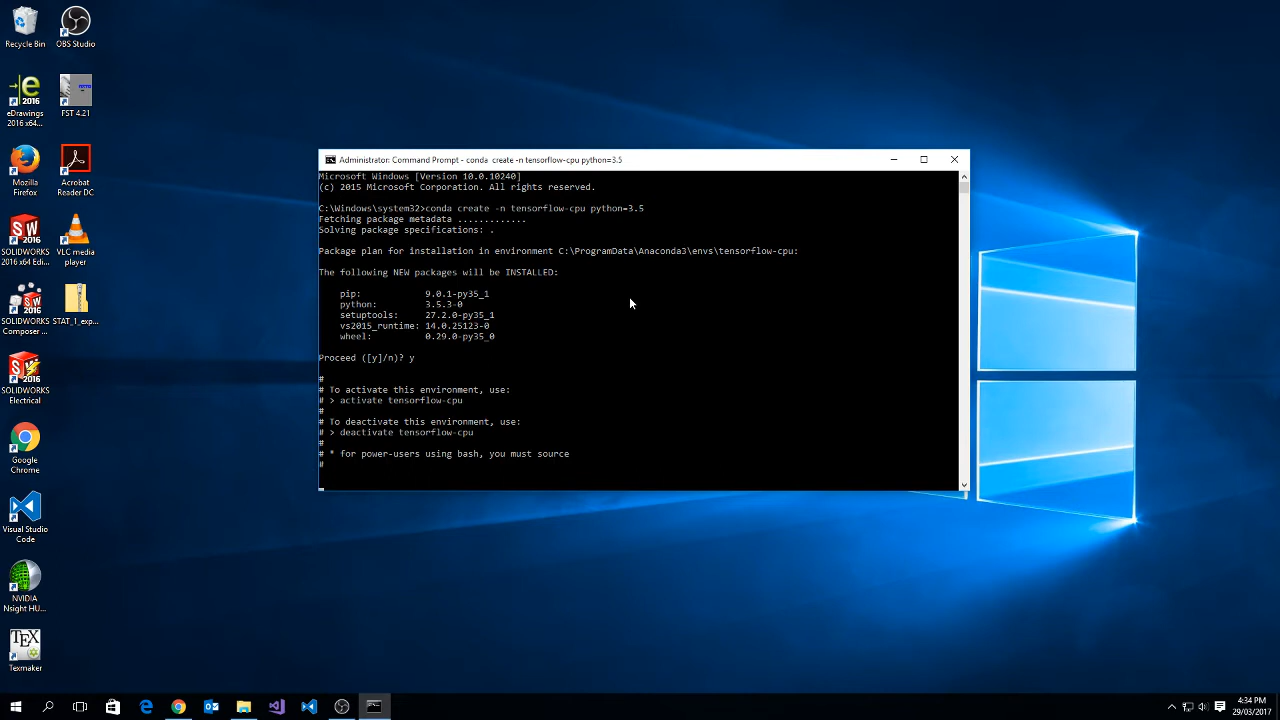 Recycle Bin
OBS Studio
eDrawings
2016 x64...
FST 4.21
Mozilla
Firefox
Acrobat
Reader DC
SOLIDWORKS
2016 x64 Edi...
VLC media
player
SOLIDWORKS
Composer ...
STAT_1_exp...
SOLIDWORKS
Electrical
Google
Chrome
Visual Studio
Code
NVIDIA
Nsight HU...
TEX
Texmaker
Administrator: Command Prompt - conda create -n tensorflow-cpu python=3.5
Microsoft Windows [Version 10.0.10240]
(c) 2015 Microsoft Corporation. All rights reserved.
C:\Windows\system32>conda create -n tensorflow-cpu python=3.5
Fetching package metadata .............
Solving package specifications: .
Package plan for installation in environment C:\ProgramData\Anaconda3\envs\tensorflow-cpu:
The following NEW packages will be INSTALLED:
pip: 9.0.1-py35_1
python: 3.5.3-0
setuptools: 27.2.0-py35_1
vs2015_runtime: 14.0.25123-0
wheel: 0.29.0-py35_0
Proceed ([y]/n)? y
#
# To activate this environment, use:
# > activate tensorflow-cpu
#
# To deactivate this environment, use:
# > deactivate tensorflow-cpu
#
# * for power-users using bash, you must source
#
4:34 PM
29/03/2017